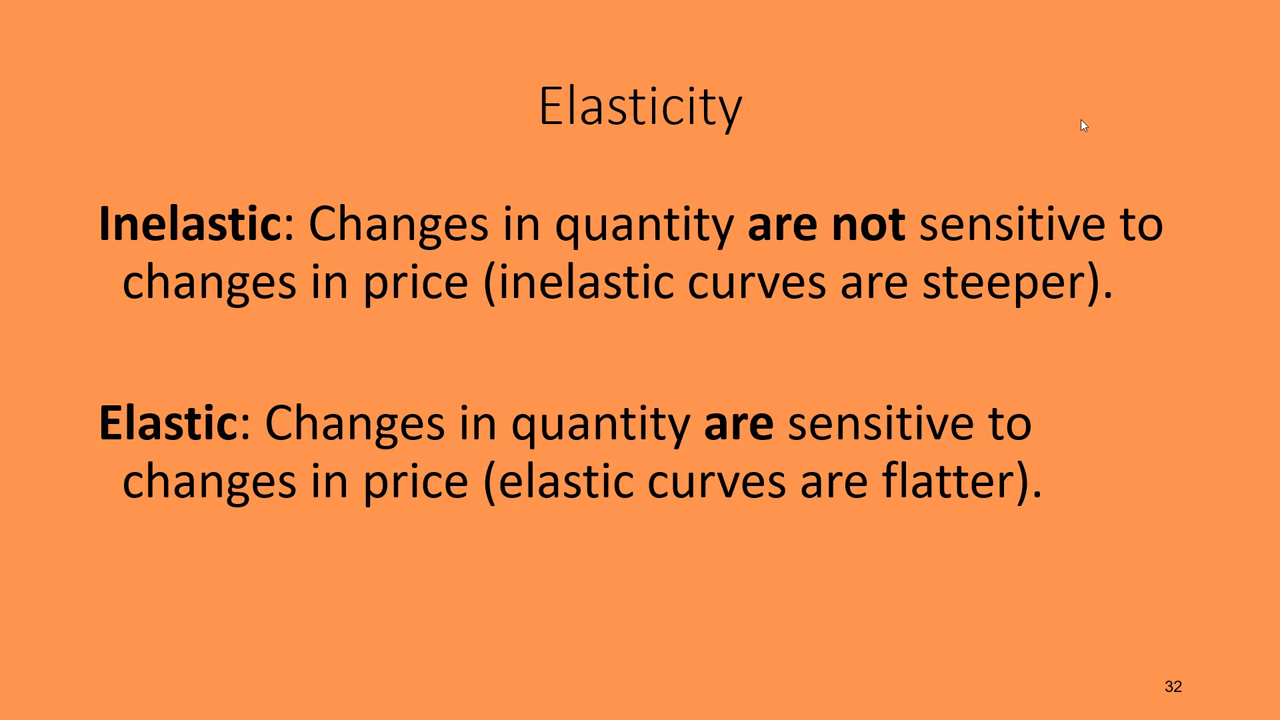 Elasticity
Inelastic: Changes in quantity are not sensitive to
changes in price (inelastic curves are steeper).
Elastic: Changes in quantity are sensitive to
changes in price (elastic curves are flatter).
32